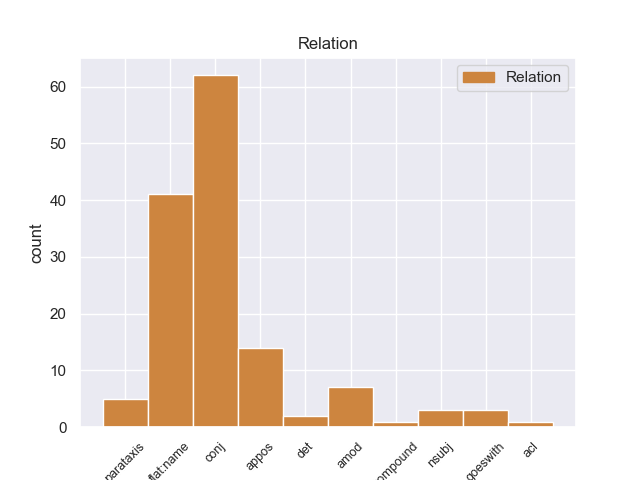 Relation
Relation
count
60
50
40
30
20
10
0
parataxis
flat:name
conj
appos
det
amod
ompound
nsubj
goeswith
acl